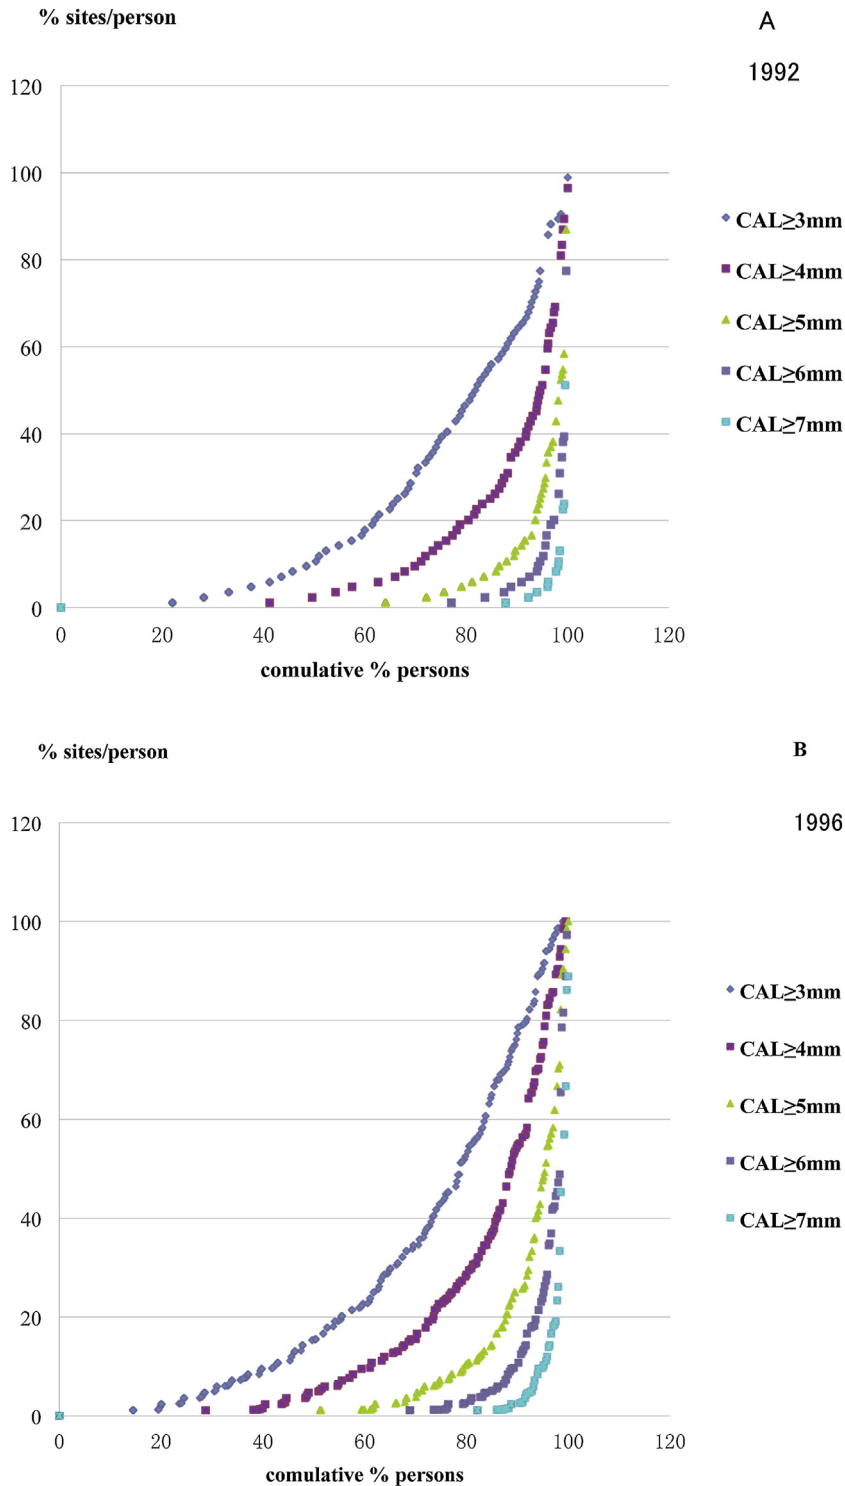 % sites/person
A
1992
120
100
80
60
40
20
0
0 20 40 60 80 100 120
comulative % persons
CAL≥3mm
CAL≥4mm
CAL≥5mm
CAL≥6mm
CAL≥7mm
% sites/person
B
1996
120
100
80
60
40
20
0
0 20 40 60 80 100 120
comulative % persons
CAL≥3mm
CAL≥4mm
CAL≥5mm
CAL≥6mm
CAL≥7mm